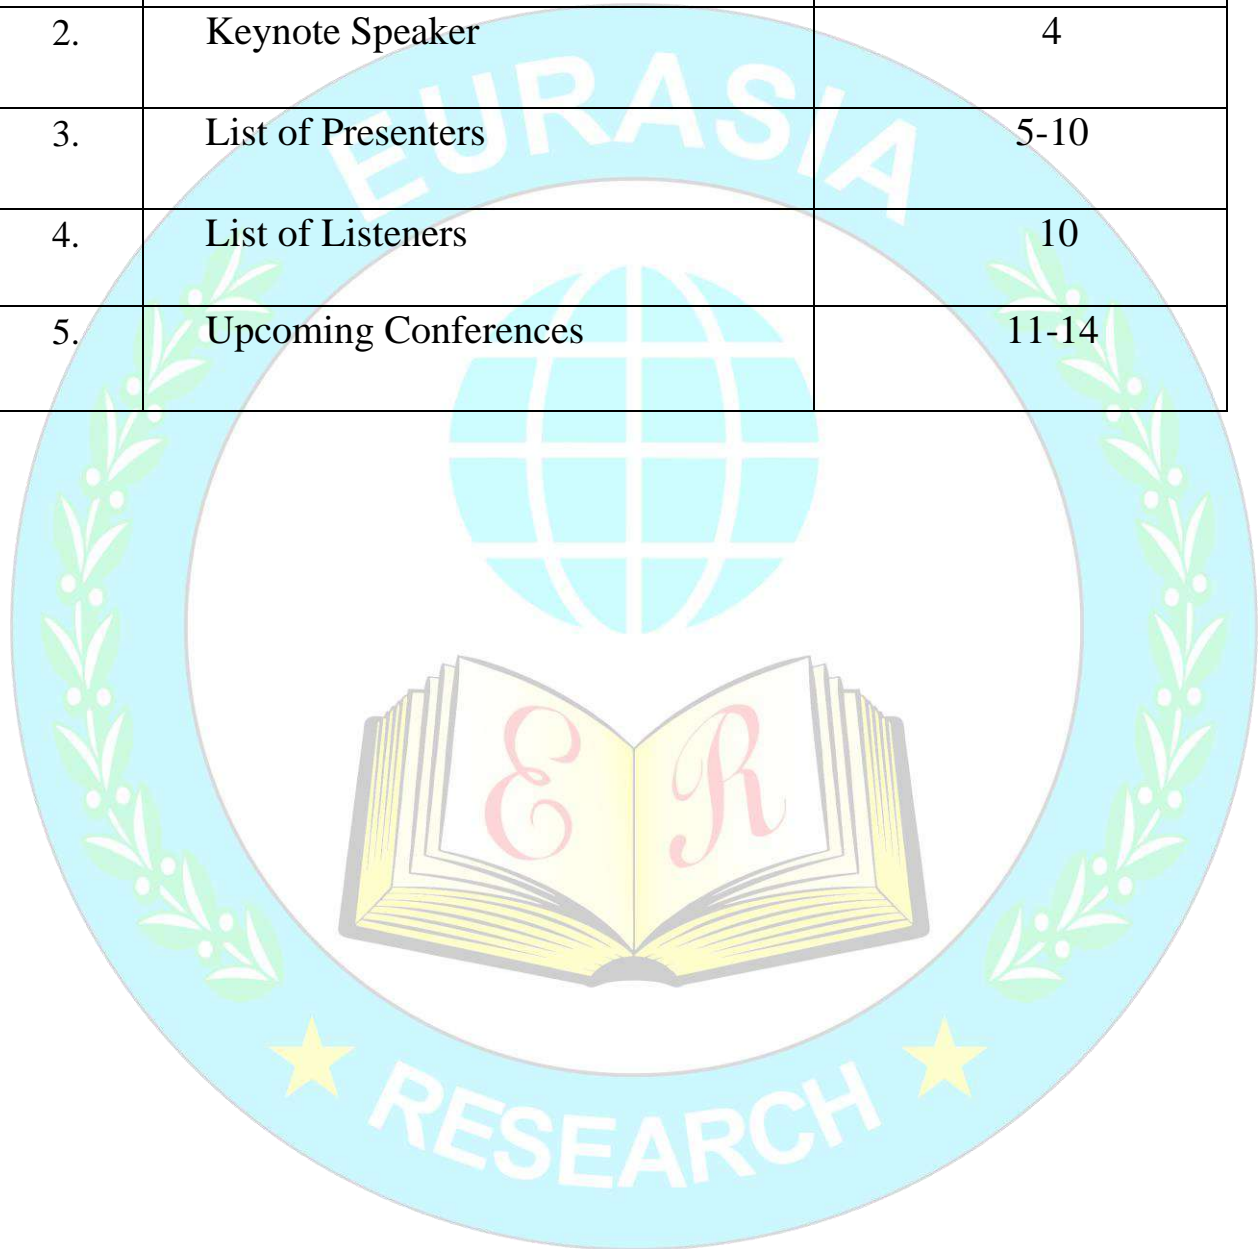 2. Keynote Speaker 4
EURASIA
3. List of Presenters 5-10
4. List of Listeners 10
5. Upcoming Conferences 11-14
E R
RESEARCH